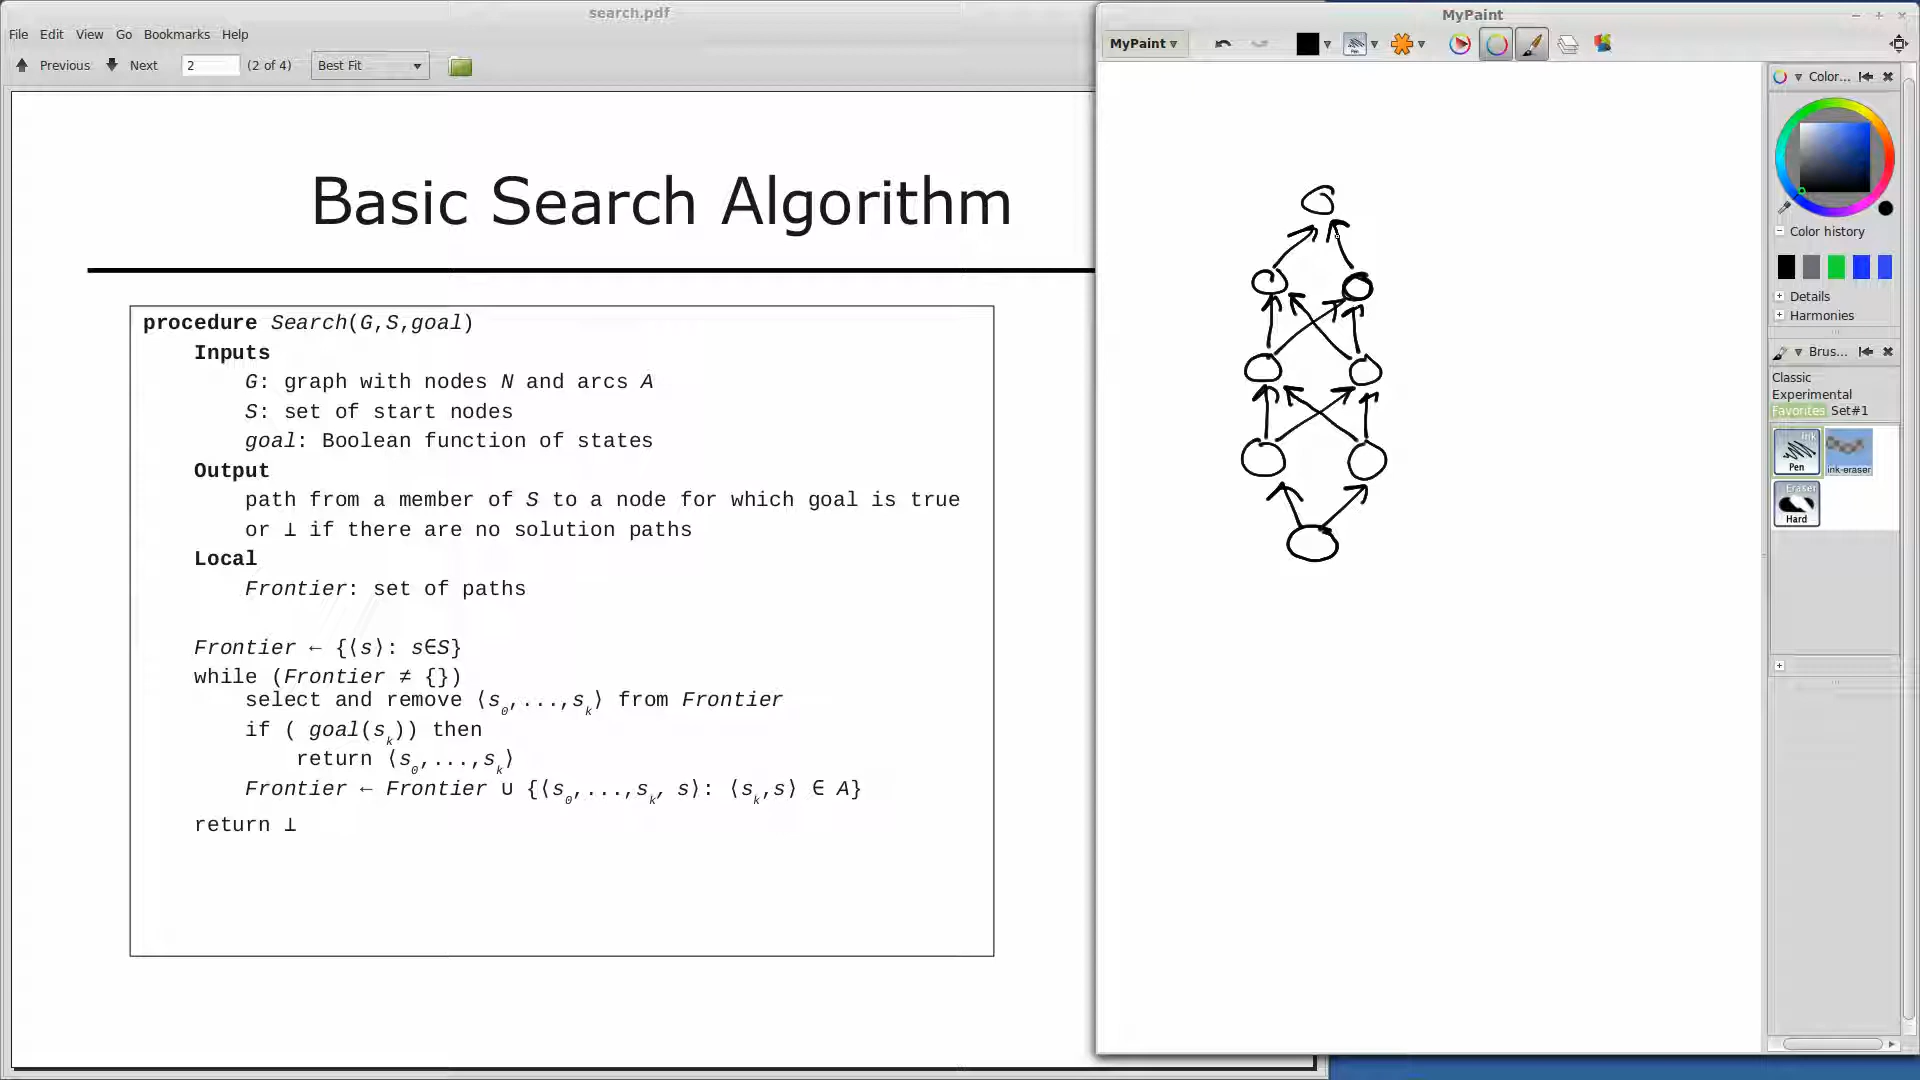 search.pdf
File Edit View Go Bookmarks Help
Previous Next 2 (2 of 4) Best Fit
Basic Search Algorithm
procedure Search(G,S,goal)
Inputs
G: graph with nodes N and arcs A
S: set of start nodes
goal: Boolean function of states
Output
path from a member of S to a node for which goal is true
or ⊥ if there are no solution paths
Local
Frontier: set of paths
Frontier ← {⟨s⟩: s∈S}
while (Frontier ≠ {})
select and remove ⟨s₀,...,sₖ⟩ from Frontier
if ( goal(sₖ)) then
return ⟨s₀,...,sₖ⟩
Frontier ← Frontier ∪ {⟨s₀,...,sₖ, s⟩: ⟨sₖ,s⟩ ∈ A}
return ⊥
MyPaint
MyPaint
Color...
Color history
Details
Harmonies
Brus...
Classic
Experimental
Favorites Set#1
Ink
Pen
ink-eraser
Eraser
Hard